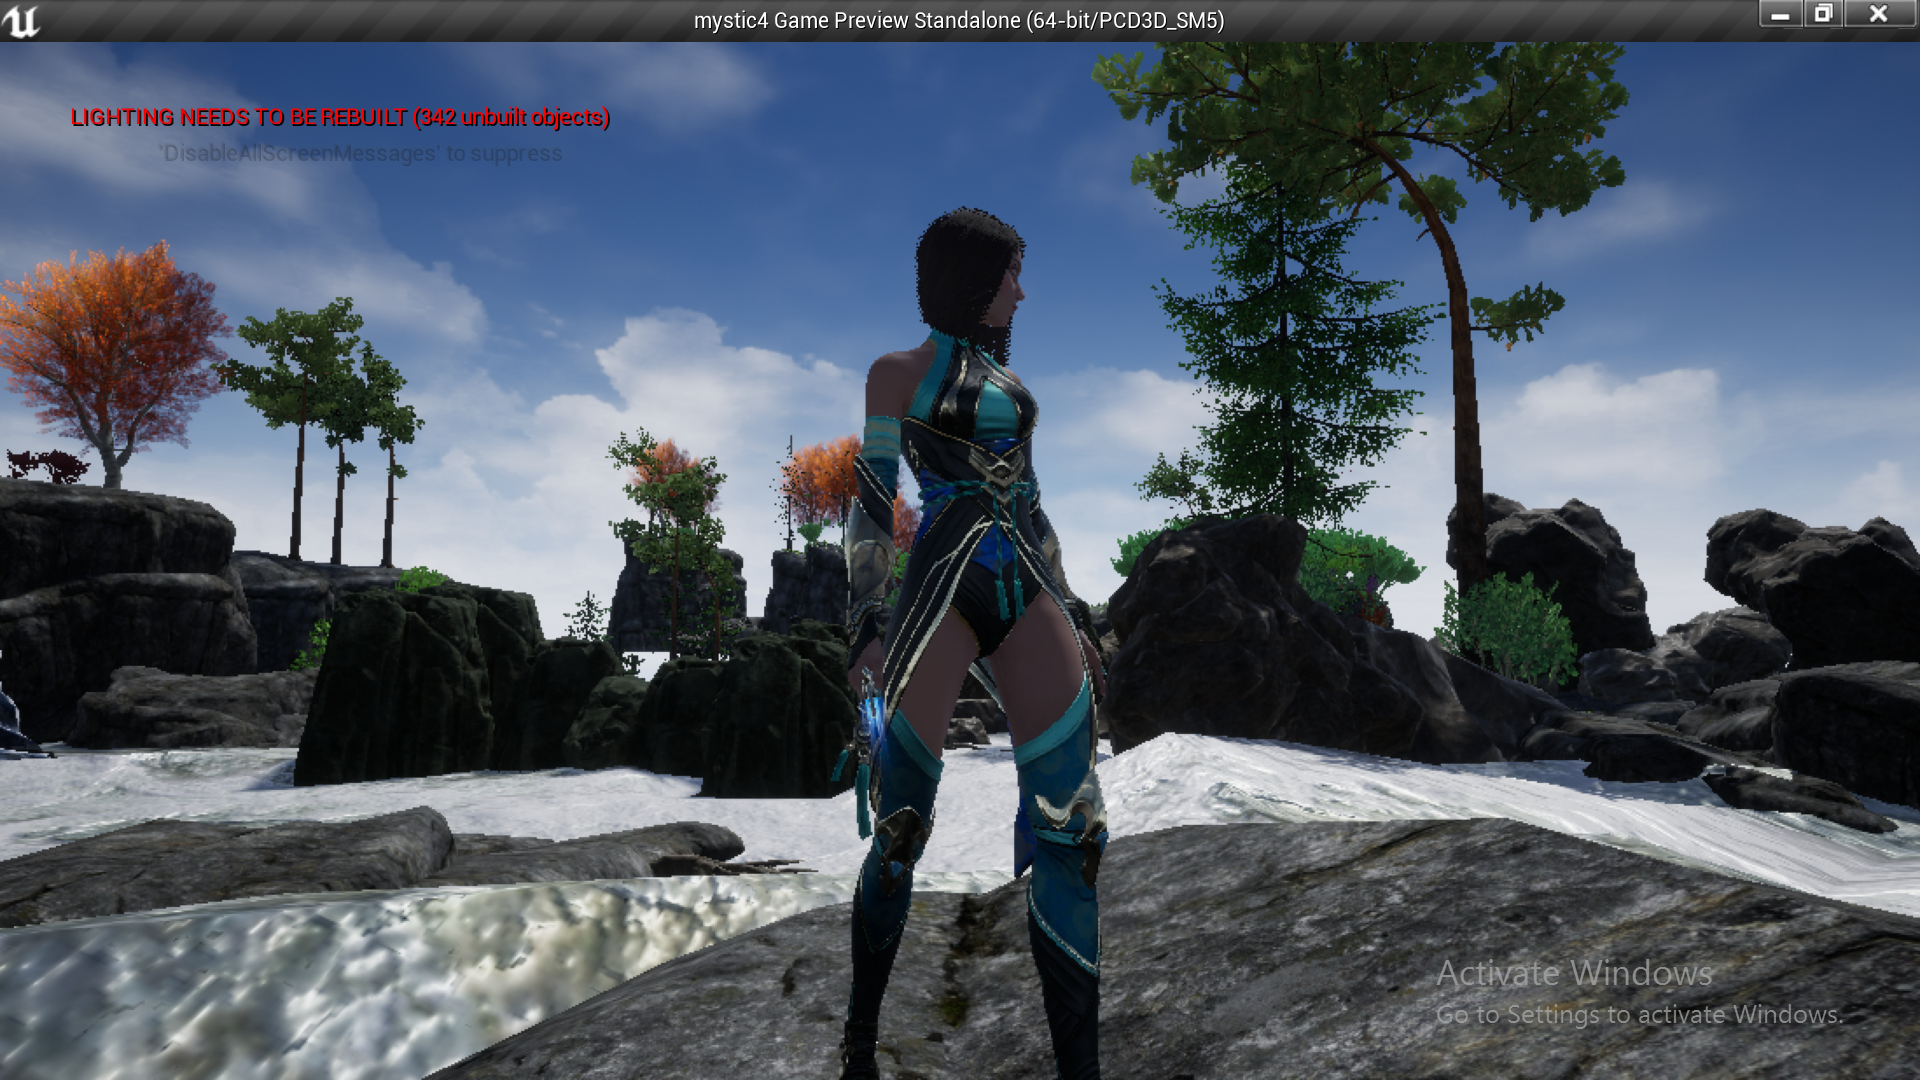 mystic4 Game Preview Standalone (64-bit/PCD3D_SM5)
LIGHTING NEEDS TO BE REBUILT (342 unbuilt objects)
'DisableAllScreenMessages' to suppress
Activate Windows
Go to Settings to activate Windows.